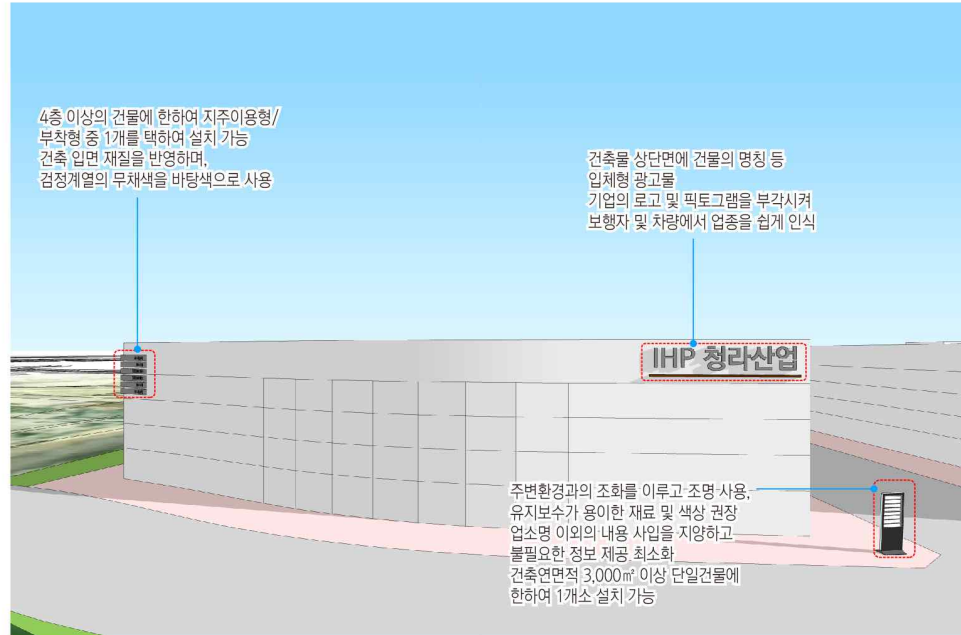 4층 이상의 건물에 한하여 지주이용형/
부착형 중 1개를 택하여 설치 가능
건축 입면 재질을 반영하며,
검정계열의 무채색을 바탕색으로 사용
건축물 상단면에 건물의 명칭 등
입체형 광고물
기업의 로고 및 픽토그램을 부각시켜
보행자 및 차량에서 업종을 쉽게 인식
IHP 청라산업
주변환경과의 조화를 이루고 조명 사용,
유지보수가 용이한 재료 및 색상 권장
업소명 이외의 내용 사입을 지양하고
불필요한 정보 제공 최소화
건축연면적 3,000㎡ 이상 단일건물에
한하여 1개소 설치 가능